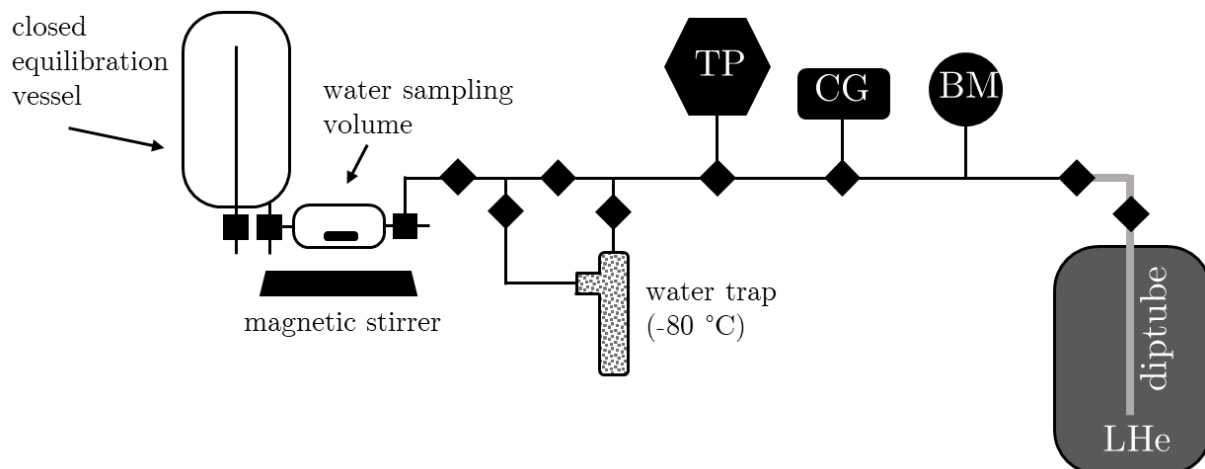 closed
equilibration
vessel
water sampling
volume
TP
CG
BM
magnetic stirrer
water trap
(-80 °C)
diptube
LHe